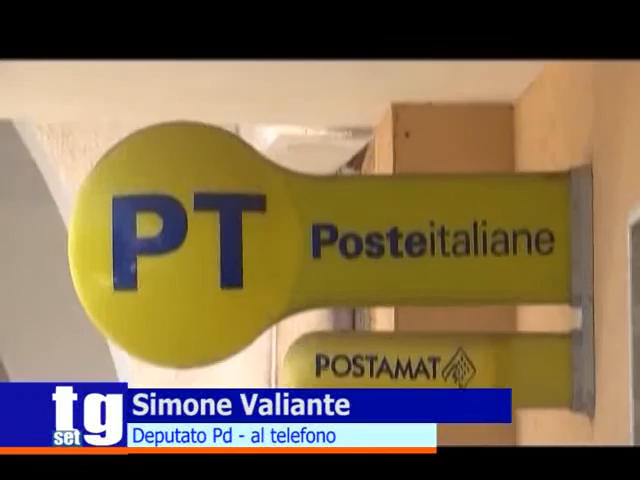 PT Posteitaliane
POSTAMAT
tg
set
Simone Valiante
Deputato Pd - al telefono